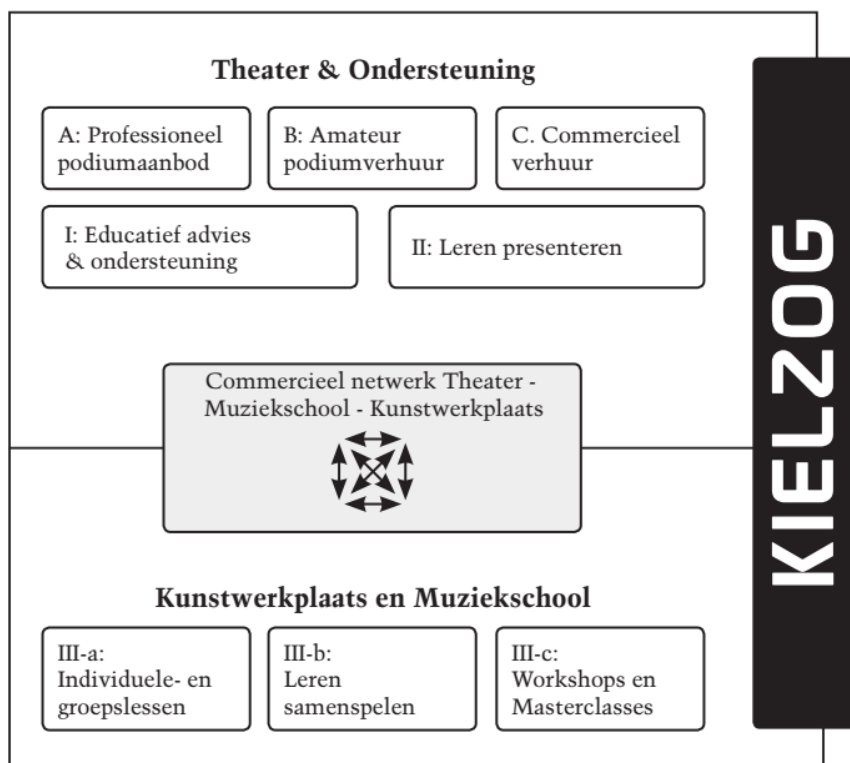 Theater & Ondersteuning
A: Professioneel
podiumaanbod
B: Amateur
podiumverhuur
C. Commercieel
verhuur
I: Educatief advies
& ondersteuning
II: Leren presenteren
Commercieel netwerk Theater -
Muziekschool - Kunstwerkplaats
Kunstwerkplaats en Muziekschool
III-a:
Individuele- en
groepslessen
III-b:
Leren
samenspelen
III-c:
Workshops en
Masterclasses
KIELZOG